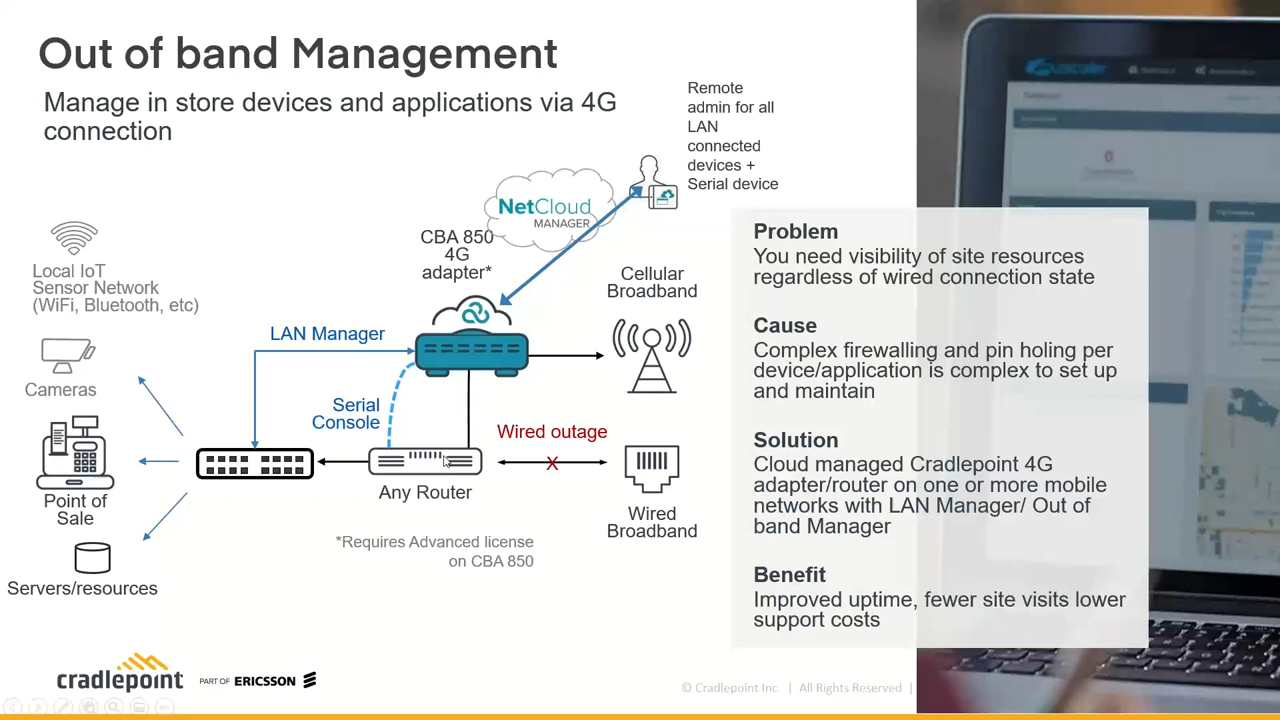 Out of band Management
Manage in store devices and applications via 4G
connection
Remote
admin for all
LAN
connected
devices +
Serial device
NetCloud
MANAGER
CBA 850
4G
adapter*
Cellular
Broadband
Local IoT
Sensor Network
(WiFi, Bluetooth, etc)
LAN Manager
Cameras
Serial
Console
Wired outage
X
Point of
Sale
Any Router
Wired
Broadband
*Requires Advanced license
on CBA 850
Servers/resources
Problem
You need visibility of site resources
regardless of wired connection state
Cause
Complex firewalling and pin holing per
device/application is complex to set up
and maintain
Solution
Cloud managed Cradlepoint 4G
adapter/router on one or more mobile
networks with LAN Manager/ Out of
band Manager
Benefit
Improved uptime, fewer site visits lower
support costs
cradlepoint PART OF ERICSSON
© Cradlepoint Inc. | All Rights Reserved |